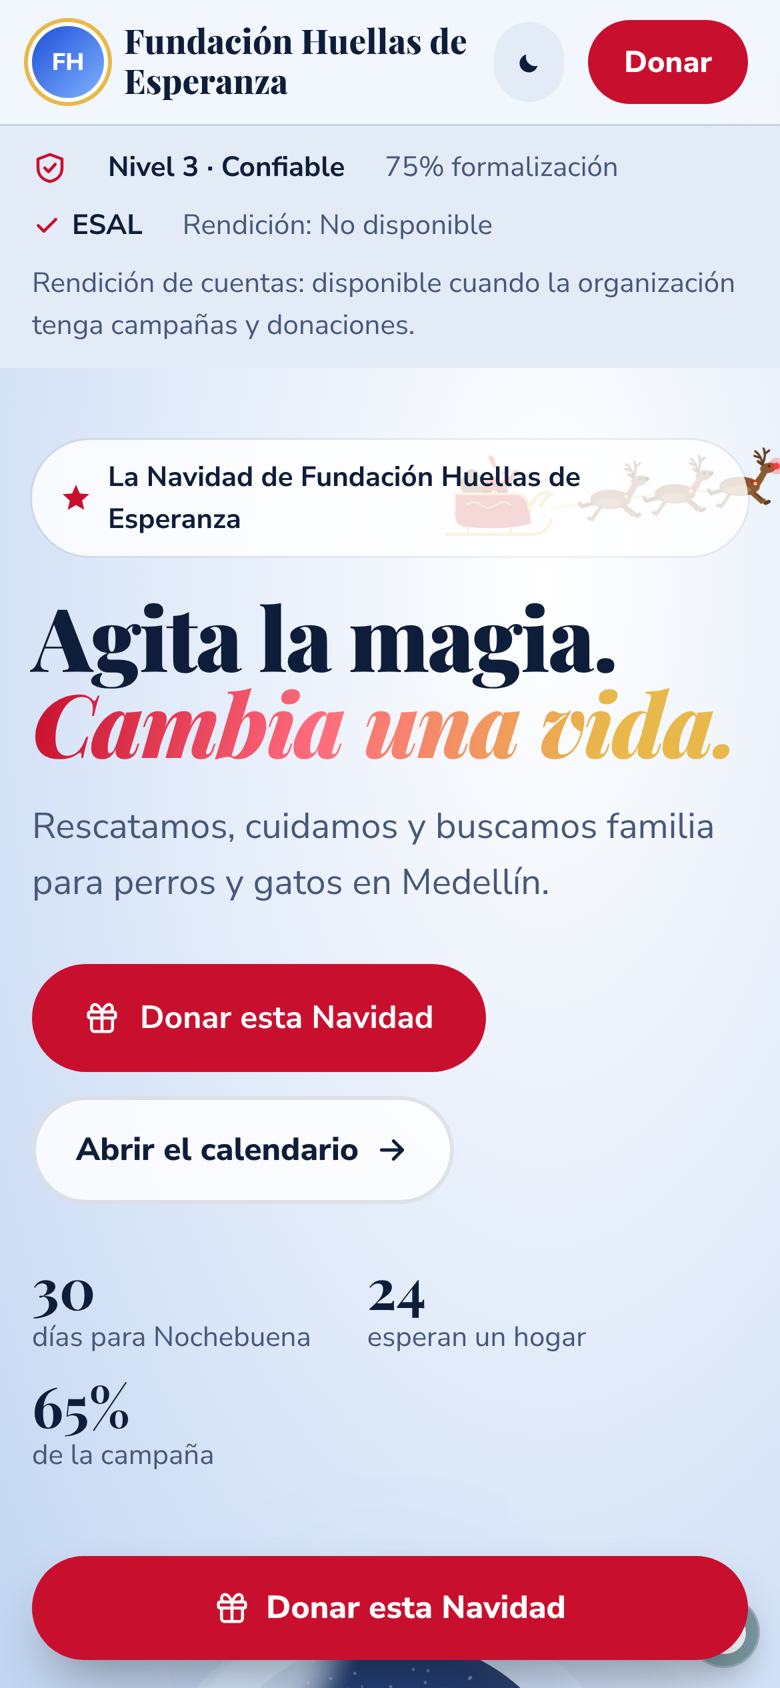 FH
Fundación Huellas de
Esperanza
Donar
Nivel 3 · Confiable 75% formalización
ESAL Rendición: No disponible
Rendición de cuentas: disponible cuando la organización
tenga campañas y donaciones.
La Navidad de Fundación Huellas de
Esperanza
Agita la magia.
Cambia una vida.
Rescatamos, cuidamos y buscamos familia
para perros y gatos en Medellín.
Donar esta Navidad
Abrir el calendario →
30 24
días para Nochebuena esperan un hogar
65%
de la campaña
Donar esta Navidad